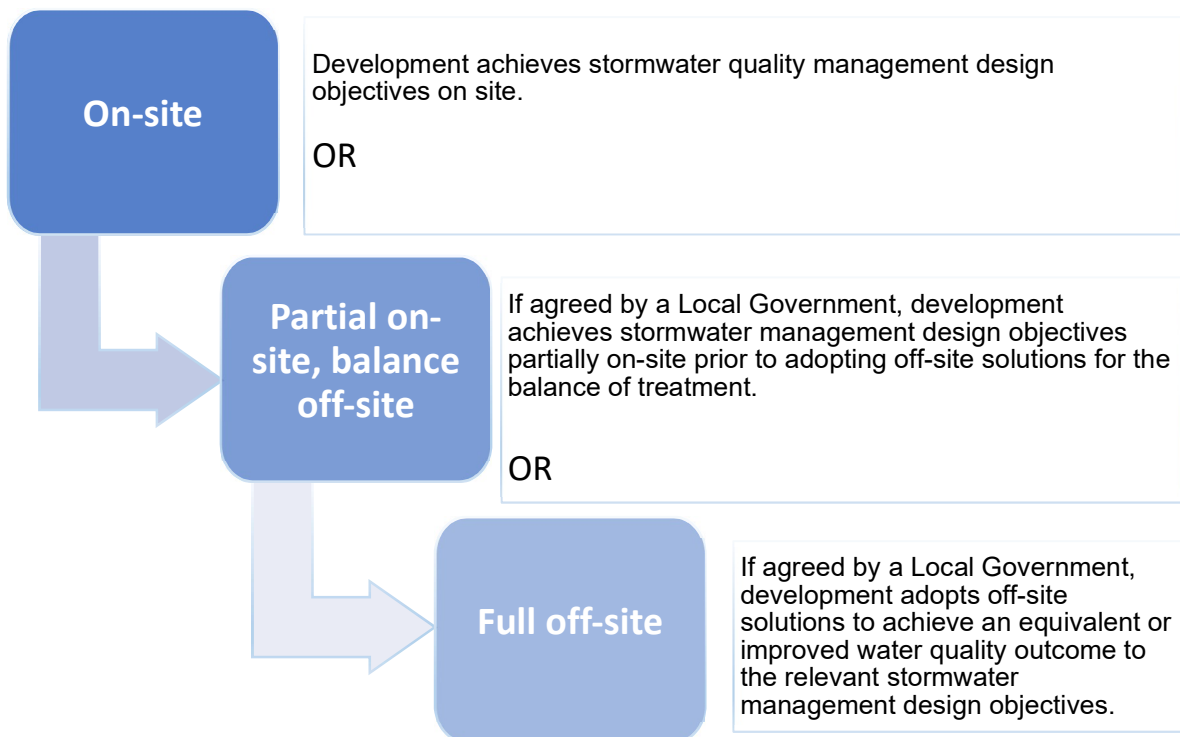 On-site
Development achieves stormwater quality management design
objectives on site.
OR
Partial on-
site, balance
off-site
If agreed by a Local Government, development
achieves stormwater management design objectives
partially on-site prior to adopting off-site solutions for the
balance of treatment.
OR
Full off-site
If agreed by a Local Government,
development adopts off-site
solutions to achieve an equivalent or
improved water quality outcome to
the relevant stormwater
management design objectives.